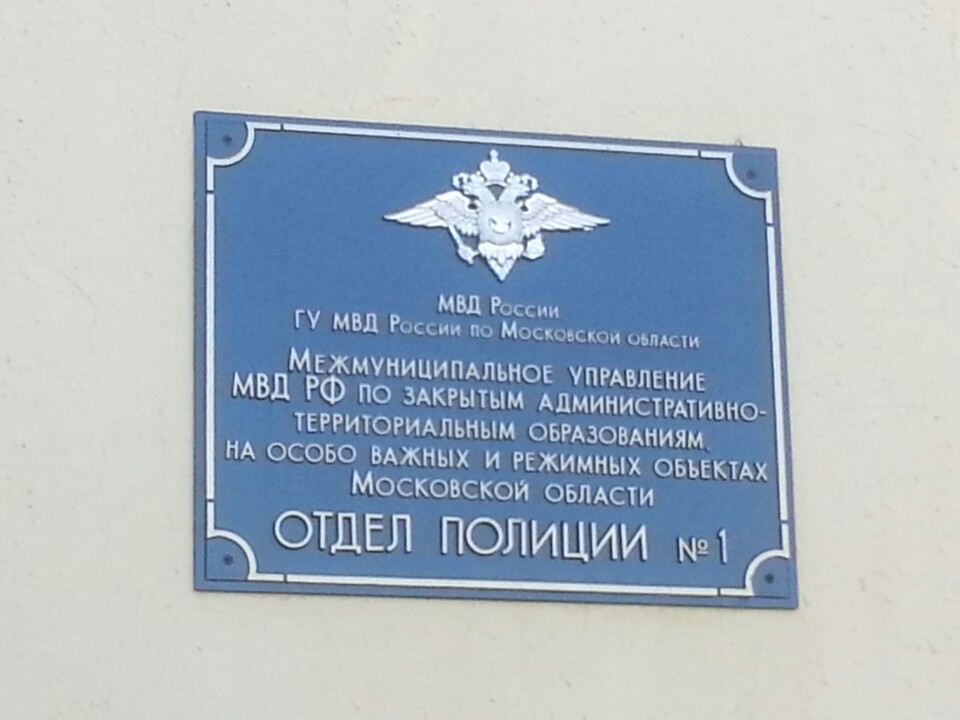 МВД России
ГУ МВД России по Московской области
Межмуниципальное управление
МВД РФ по закрытым административно-
территориальным образованиям,
на особо важных и режимных объектах
Московской области
ОТДЕЛ ПОЛИЦИИ №1